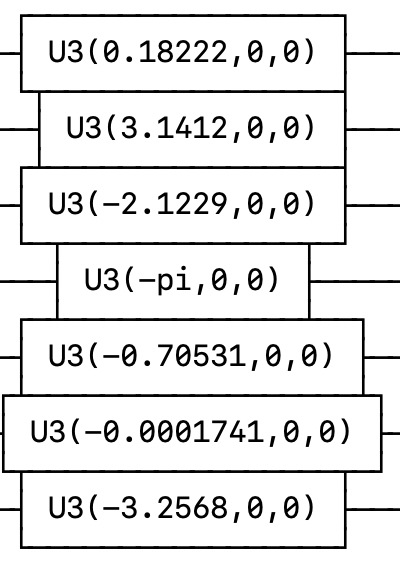 U3(0.18222,0,0)
U3(3.1412,0,0)
U3(−2.1229,0,0)
U3(−pi,0,0)
U3(−0.70531,0,0)
U3(−0.0001741,0,0)
U3(−3.2568,0,0)